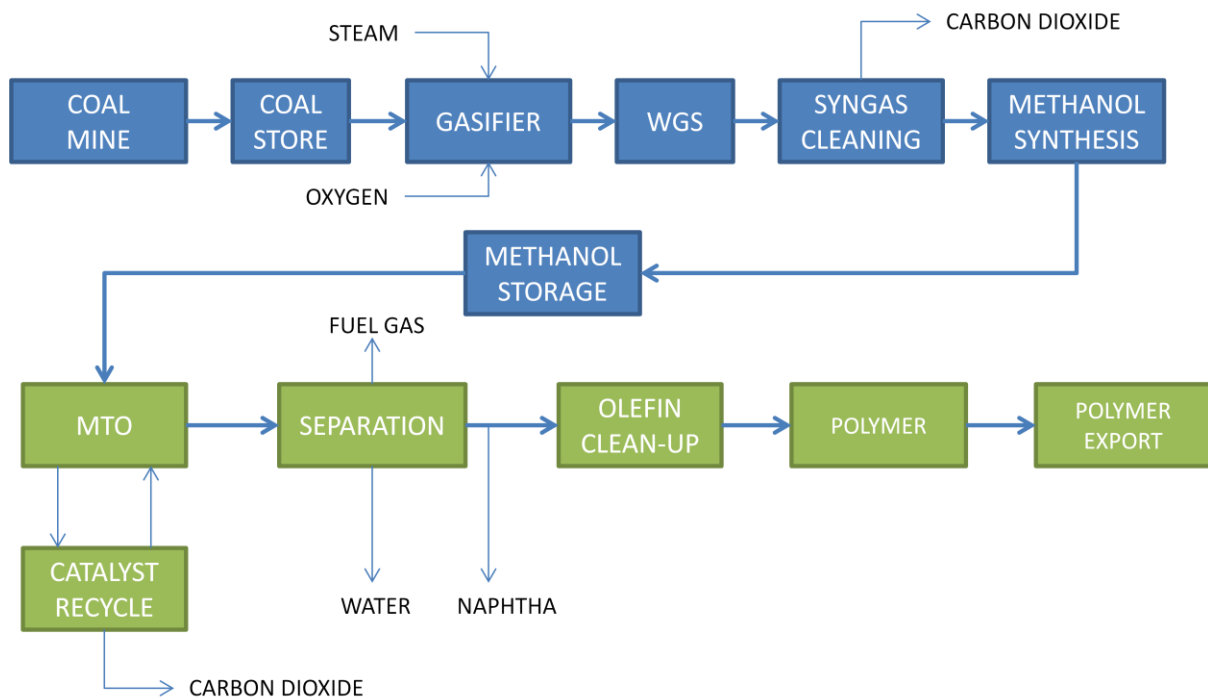 STEAM
CARBON DIOXIDE
COAL
MINE
COAL
STORE
GASIFIER
WGS
SYNGAS
CLEANING
METHANOL
SYNTHESIS
OXYGEN
METHANOL
STORAGE
FUEL GAS
MTO
SEPARATION
OLEFIN
CLEAN-UP
POLYMER
POLYMER
EXPORT
CATALYST
RECYCLE
WATER
NAPHTHA
CARBON DIOXIDE